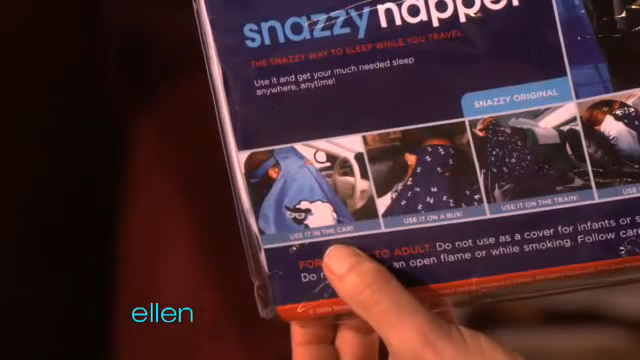 snazzy napper
THE SNAZZY WAY TO SLEEP WHILE YOU TRAVEL
Use it and get your much needed sleep
anywhere, anytime!
SNAZZY ORIGINAL
USE IT IN THE CAR!
USE IT ON A BUS!
USE IT ON THE TRAIN!
USE
TO ADULT. Do not use as a cover for infants or
Do an open flame or while smoking. Follow
ellen